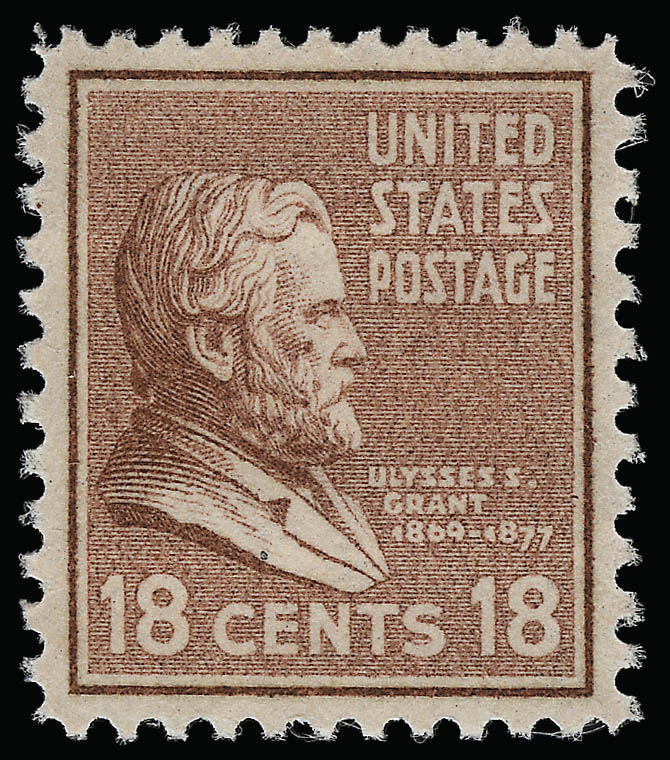 UNITED
STATES
POSTAGE
ULYSSES S.
GRANT
1869-1877
18 CENTS 18